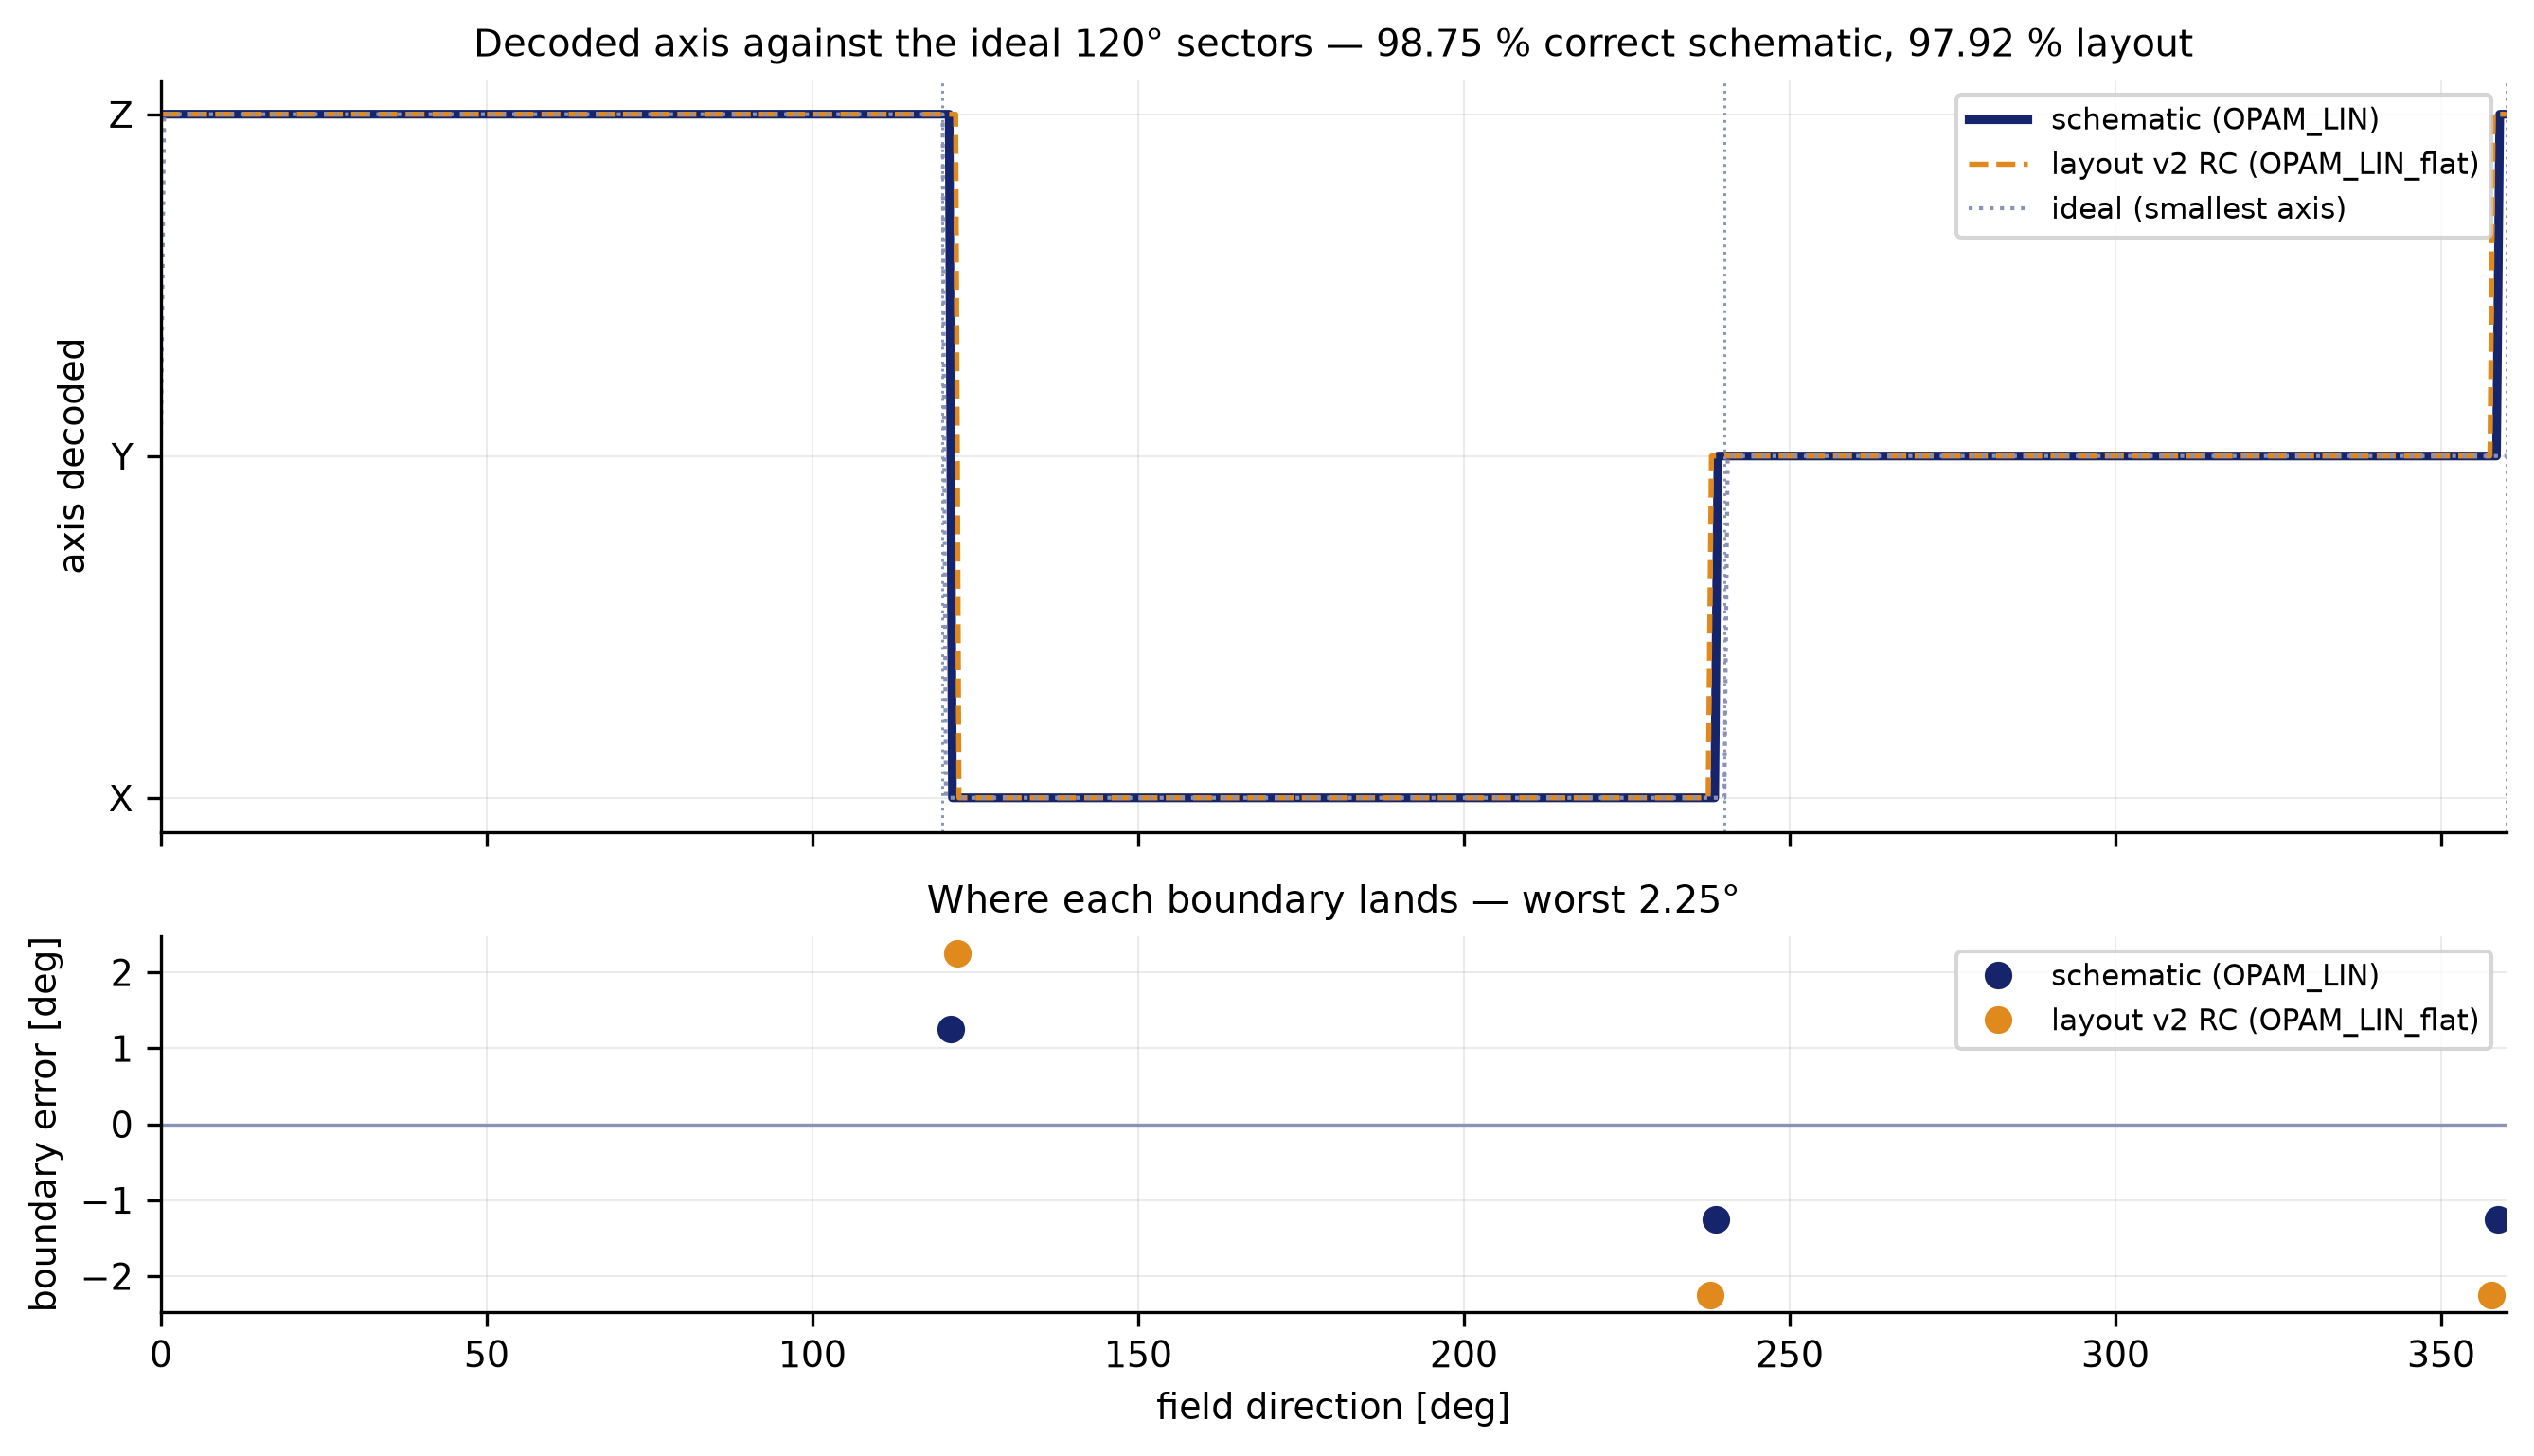 Decoded axis against the ideal 120° sectors — 98.75 % correct schematic, 97.92 % layout
axis decoded
Z
Y
X
schematic (OPAM_LIN)
layout v2 RC (OPAM_LIN_flat)
ideal (smallest axis)
Where each boundary lands — worst 2.25°
boundary error [deg]
2
1
0
−1
−2
schematic (OPAM_LIN)
layout v2 RC (OPAM_LIN_flat)
0 50 100 150 200 250 300 350
field direction [deg]